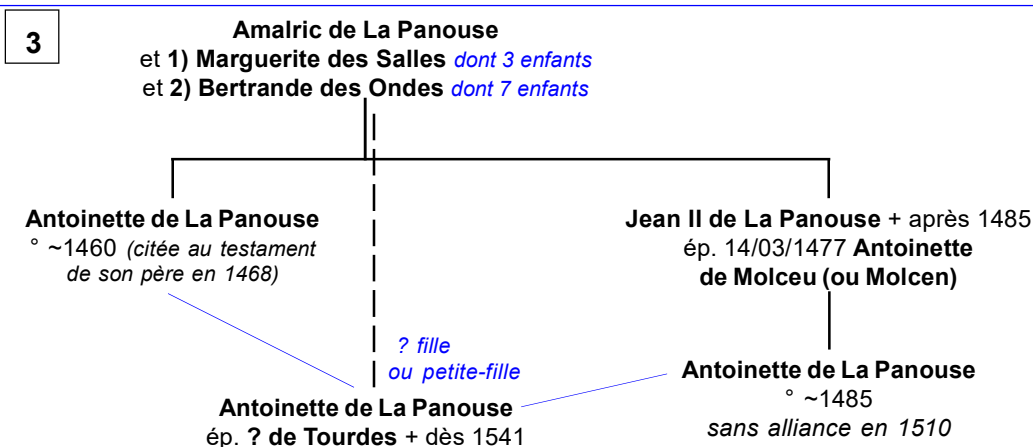 3
Amalric de La Panouse
et 1) Marguerite des Salles dont 3 enfants
et 2) Bertrande des Ondes dont 7 enfants
Antoinette de La Panouse
° ~1460 (citée au testament
de son père en 1468)
Jean II de La Panouse + après 1485
ép. 14/03/1477 Antoinette
de Molceu (ou Molcen)
? fille
ou petite-fille
Antoinette de La Panouse
° ~1485
sans alliance en 1510
Antoinette de La Panouse
ép. ? de Tourdes + dès 1541